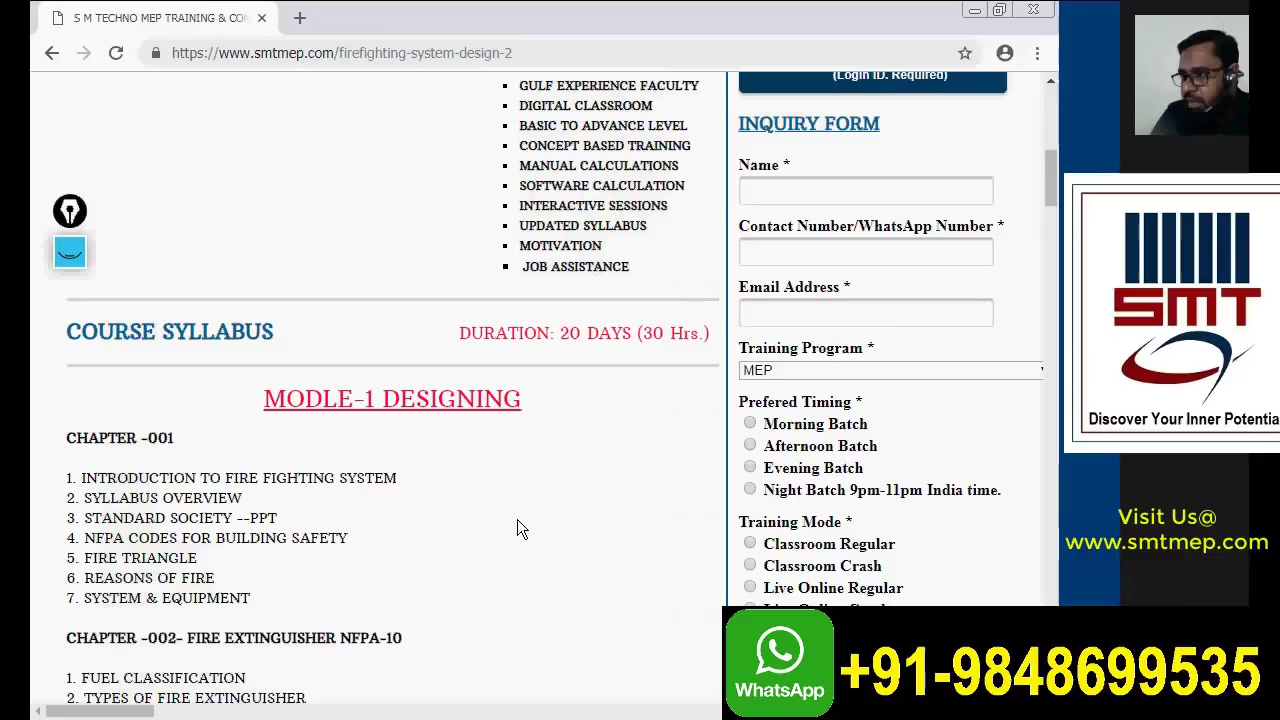 S M TECHNO MEP TRAINING & CON
https://www.smtmep.com/firefighting-system-design-2
GULF EXPERIENCE FACULTY
DIGITAL CLASSROOM
BASIC TO ADVANCE LEVEL
CONCEPT BASED TRAINING
MANUAL CALCULATIONS
SOFTWARE CALCULATION
INTERACTIVE SESSIONS
UPDATED SYLLABUS
MOTIVATION
JOB ASSISTANCE
COURSE SYLLABUS
DURATION: 20 DAYS (30 Hrs.)
MODLE-1 DESIGNING
CHAPTER -001
1. INTRODUCTION TO FIRE FIGHTING SYSTEM
2. SYLLABUS OVERVIEW
3. STANDARD SOCIETY --PPT
4. NFPA CODES FOR BUILDING SAFETY
5. FIRE TRIANGLE
6. REASONS OF FIRE
7. SYSTEM & EQUIPMENT
CHAPTER -002- FIRE EXTINGUISHER NFPA-10
1. FUEL CLASSIFICATION
2. TYPES OF FIRE EXTINGUISHER
(Login ID. Required)
INQUIRY FORM
Name *
Contact Number/WhatsApp Number *
Email Address *
Training Program *
MEP
Prefered Timing *
Morning Batch
Afternoon Batch
Evening Batch
Night Batch 9pm-11pm India time.
Training Mode *
Classroom Regular
Classroom Crash
Live Online Regular
SMT
Discover Your Inner Potentia
Visit Us@
www.smtmep.com
WhatsApp
+91-9848699535